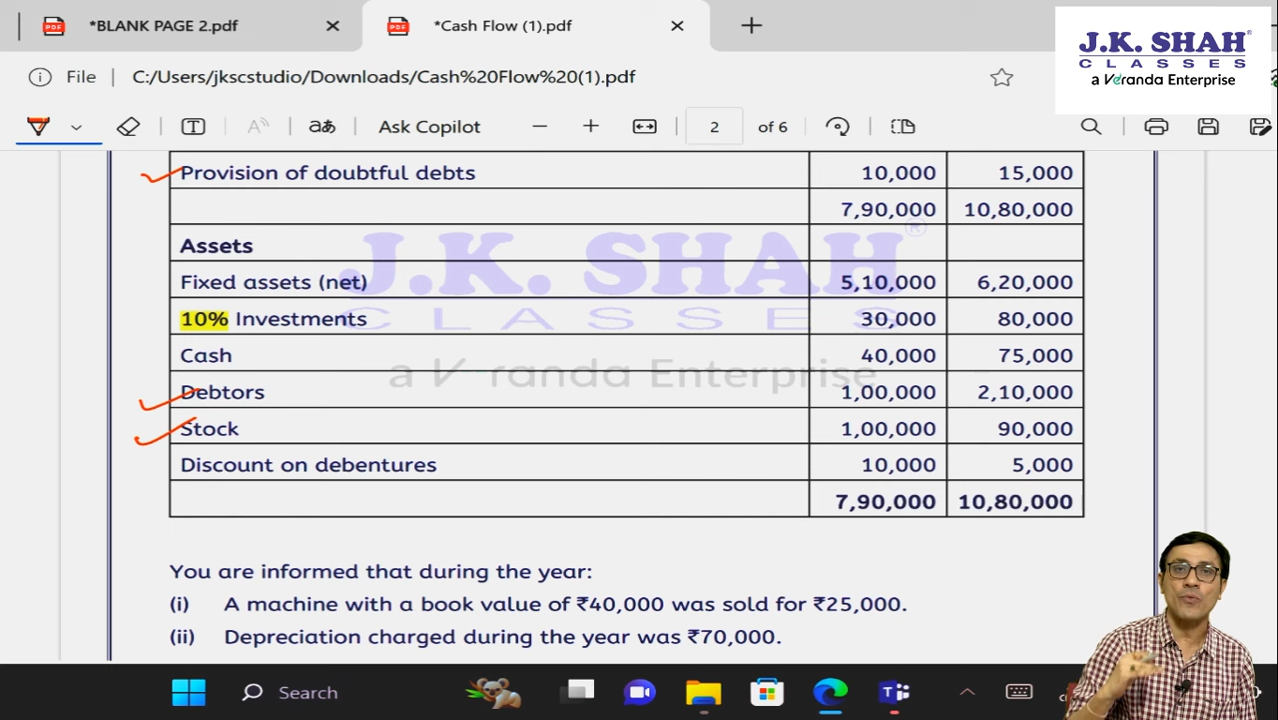 *BLANK PAGE 2.pdf
*Cash Flow (1).pdf
J.K. SHAH®
CLASSES
a Veranda Enterprise
File C:/Users/jkscstudio/Downloads/Cash%20Flow%20(1).pdf
Ask Copilot 2 of 6
Provision of doubtful debts 10,000 15,000
7,90,000 10,80,000
Assets
Fixed assets (net) 5,10,000 6,20,000
10% Investments 30,000 80,000
Cash 40,000 75,000
Debtors 1,00,000 2,10,000
Stock 1,00,000 90,000
Discount on debentures 10,000 5,000
7,90,000 10,80,000
J.K. SHAH®
CLASSES
a Veranda Enterprise
You are informed that during the year:
(i) A machine with a book value of ₹40,000 was sold for ₹25,000.
(ii) Depreciation charged during the year was ₹70,000.
Search